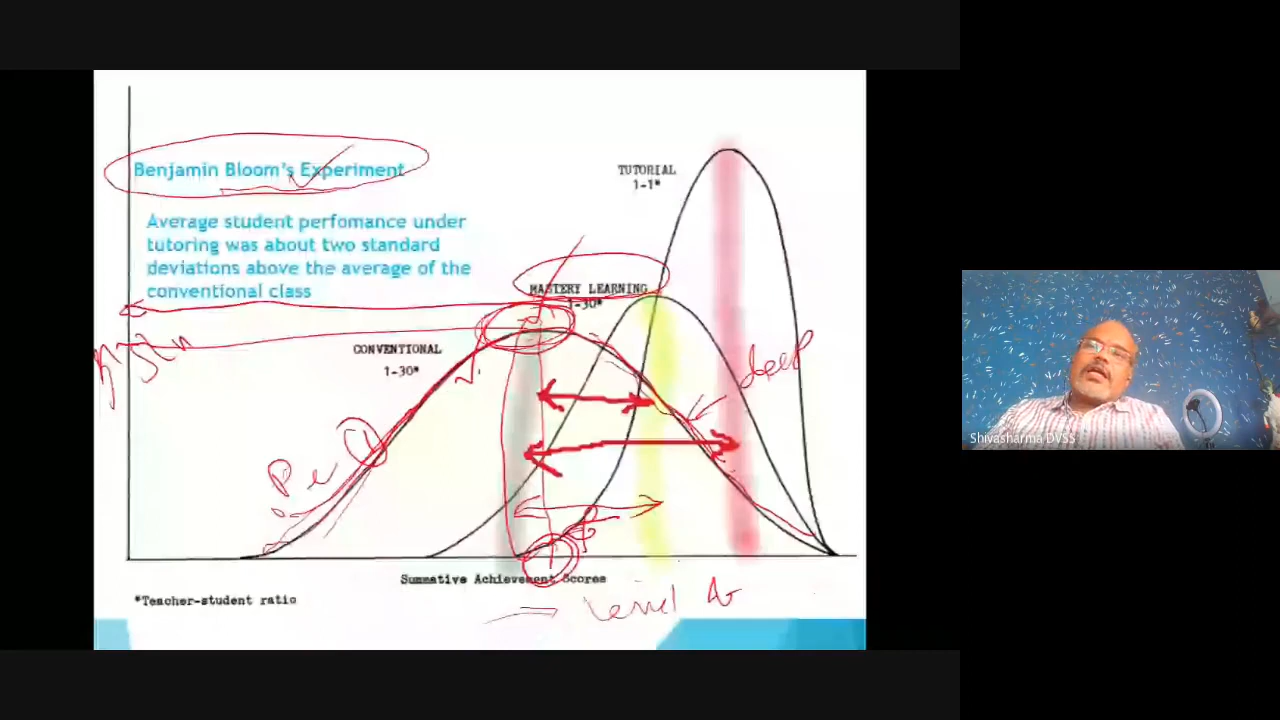 Benjamin Bloom's Experiment
Average student perfomance under
tutoring was about two standard
deviations above the average of the
conventional class
TUTORIAL
1-1*
MASTERY LEARNING
1-30*
CONVENTIONAL
1-30*
Summative Achievement Scores
*Teacher-student ratio
Shivasharma DVSS